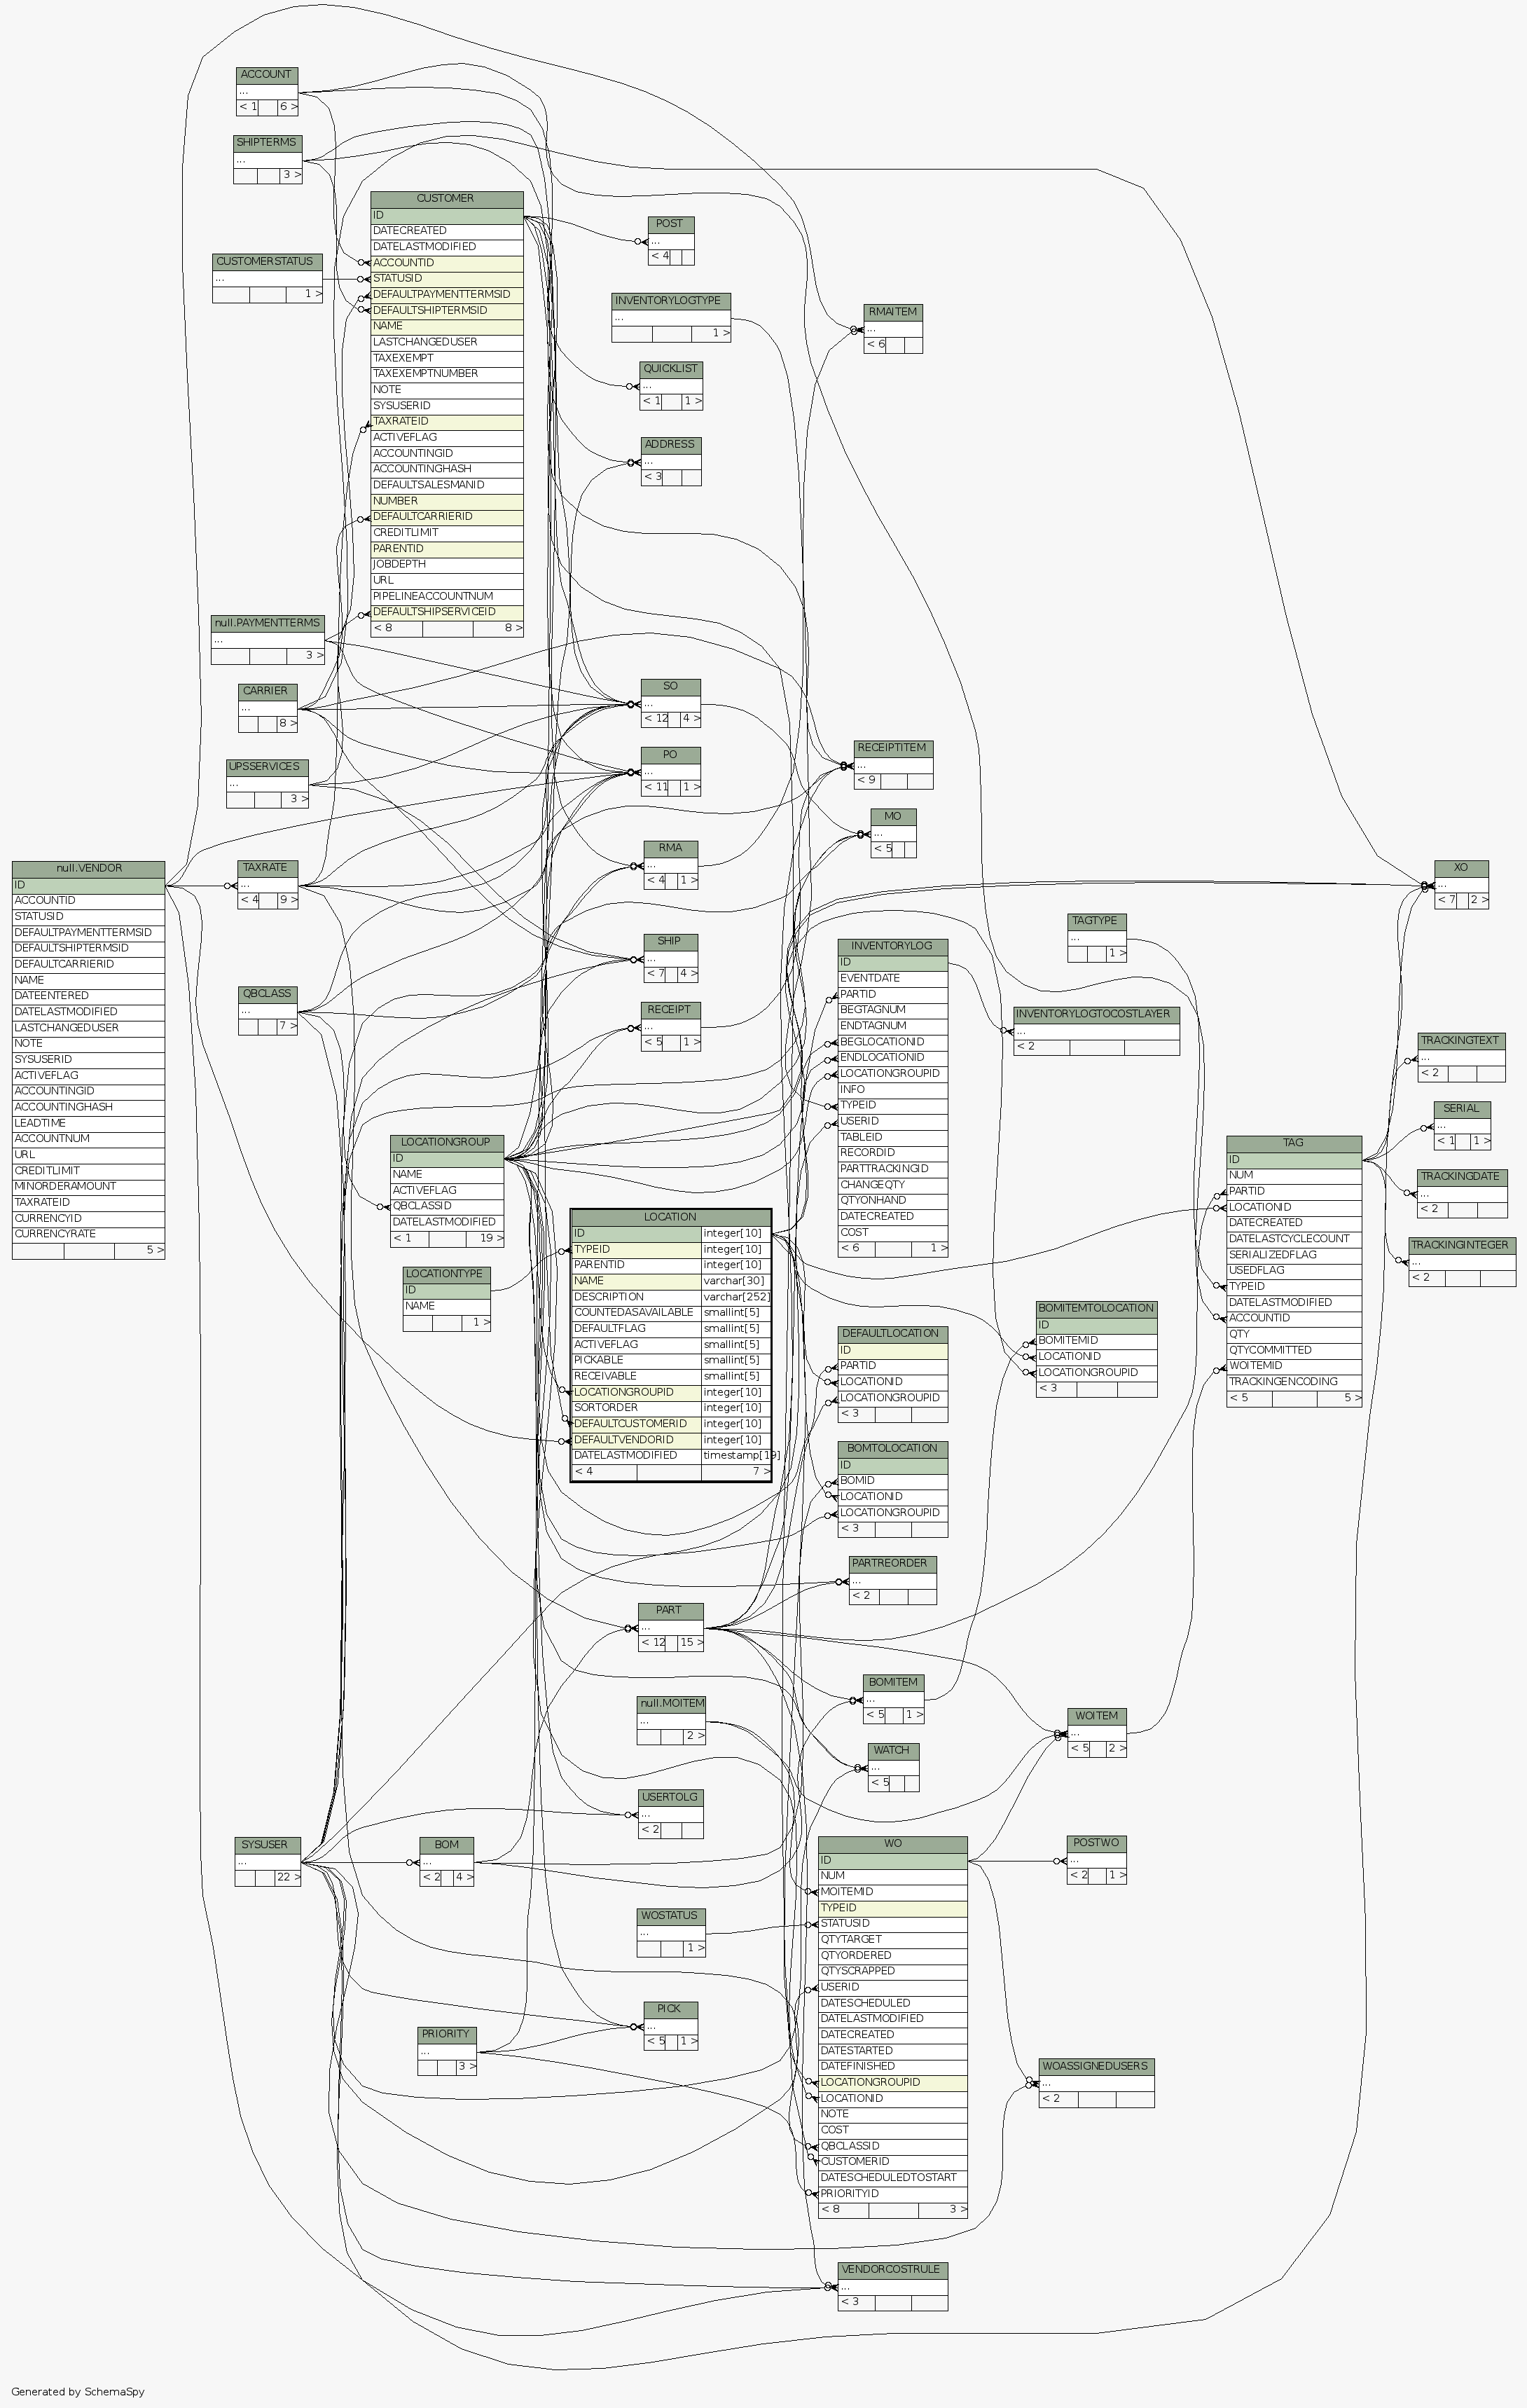 ACCOUNT
...
< 1 6 >
SHIPTERMS
...
3 >
CUSTOMER
ID
DATECREATED
DATELASTMODIFIED
ACCOUNTID
STATUSID
DEFAULTPAYMENTTERMSID
DEFAULTSHIPTERMSID
NAME
LASTCHANGEDUSER
TAXEXEMPT
TAXEXEMPTNUMBER
NOTE
SYSUSERID
TAXRATEID
ACTIVEFLAG
ACCOUNTINGID
ACCOUNTINGHASH
DEFAULTSALESMANID
NUMBER
DEFAULTCARRIERID
CREDITLIMIT
PARENTID
JOBDEPTH
URL
PIPELINEACCOUNTNUM
DEFAULTSHIPSERVICEID
< 8 8 >
POST
...
< 4
CUSTOMERSTATUS
...
1 >
INVENTORYLOGTYPE
...
1 >
RMAITEM
...
< 6
QUICKLIST
...
< 1 1 >
ADDRESS
...
< 3
null.PAYMENTTERMS
...
3 >
CARRIER
...
8 >
SO
...
< 12 4 >
UPSSERVICES
...
3 >
PO
...
< 11 1 >
RECEIPTITEM
...
< 9
MO
...
< 5
null.VENDOR
ID
ACCOUNTID
STATUSID
DEFAULTPAYMENTTERMSID
DEFAULTSHIPTERMSID
DEFAULTCARRIERID
NAME
DATEENTERED
DATELASTMODIFIED
LASTCHANGEDUSER
NOTE
SYSUSERID
ACTIVEFLAG
ACCOUNTINGID
ACCOUNTINGHASH
LEADTIME
ACCOUNTNUM
URL
CREDITLIMIT
MINORDERAMOUNT
TAXRATEID
CURRENCYID
CURRENCYRATE
5 >
TAXRATE
...
< 4 9 >
RMA
...
< 4 1 >
XO
...
< 7 2 >
SHIP
...
< 7 4 >
QBCLASS
...
7 >
RECEIPT
...
< 5 1 >
INVENTORYLOG
ID
EVENTDATE
PARTID
BEGTAGNUM
ENDTAGNUM
BEGLOCATIONID
ENDLOCATIONID
LOCATIONGROUPID
INFO
TYPEID
USERID
TABLEID
RECORDID
PARTTRACKINGID
CHANGEQTY
QTYONHAND
DATECREATED
COST
< 6 1 >
TAGTYPE
...
1 >
INVENTORYLOGTOCOSTLAYER
...
< 2
TRACKINGTEXT
...
< 2
SERIAL
...
< 1 1 >
TRACKINGDATE
...
< 2
TRACKINGINTEGER
...
< 2
LOCATIONGROUP
ID
NAME
ACTIVEFLAG
QBCLASSID
DATELASTMODIFIED
< 1 19 >
LOCATIONTYPE
ID
NAME
1 >
LOCATION
ID integer[10]
TYPEID integer[10]
PARENTID integer[10]
NAME varchar[30]
DESCRIPTION varchar[252]
COUNTEDASAVAILABLE smallint[5]
DEFAULTFLAG smallint[5]
ACTIVEFLAG smallint[5]
PICKABLE smallint[5]
RECEIVABLE smallint[5]
LOCATIONGROUPID integer[10]
SORTORDER integer[10]
DEFAULTCUSTOMERID integer[10]
DEFAULTVENDORID integer[10]
DATELASTMODIFIED timestamp[19]
< 4 7 >
TAG
ID
NUM
PARTID
LOCATIONID
DATECREATED
DATELASTCYCLECOUNT
SERIALIZEDFLAG
USEDFLAG
TYPEID
DATELASTMODIFIED
ACCOUNTID
QTY
QTYCOMMITTED
WOITEMID
TRACKINGENCODING
< 5 5 >
BOMITEMTOLOCATION
ID
BOMITEMID
LOCATIONID
LOCATIONGROUPID
< 3
DEFAULTLOCATION
ID
PARTID
LOCATIONID
LOCATIONGROUPID
< 3
BOMTOLOCATION
ID
BOMID
LOCATIONID
LOCATIONGROUPID
< 3
PARTREORDER
...
< 2
PART
...
< 12 15 >
BOMITEM
...
< 5 1 >
null.MOITEM
...
2 >
WOITEM
...
< 5 2 >
WATCH
...
< 5
USERTOLG
...
< 2
SYSUSER
...
22 >
BOM
...
< 2 4 >
WO
ID
NUM
MOITEMID
TYPEID
STATUSID
QTYTARGET
QTYORDERED
QTYSCRAPPED
USERID
DATESCHEDULED
DATELASTMODIFIED
DATECREATED
DATESTARTED
DATEFINISHED
LOCATIONGROUPID
LOCATIONID
NOTE
COST
QBCLASSID
CUSTOMERID
DATESCHEDULEDTOSTART
PRIORITYID
< 8 3 >
POSTWO
...
< 2 1 >
WOSTATUS
...
1 >
PICK
...
< 5 1 >
PRIORITY
...
3 >
WOASSIGNEDUSERS
...
< 2
VENDORCOSTRULE
...
< 3
Generated by SchemaSpy